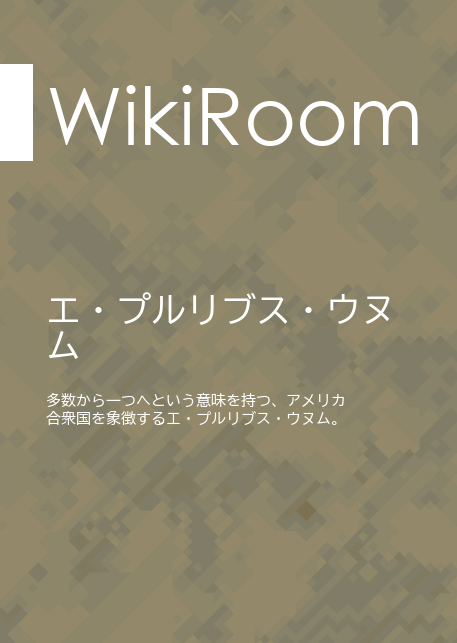 WikiRoom
エ・プルリブス・ウヌ
ム
多数から一つへという意味を持つ、アメリカ
合衆国を象徴するエ・プルリブス・ウヌム。